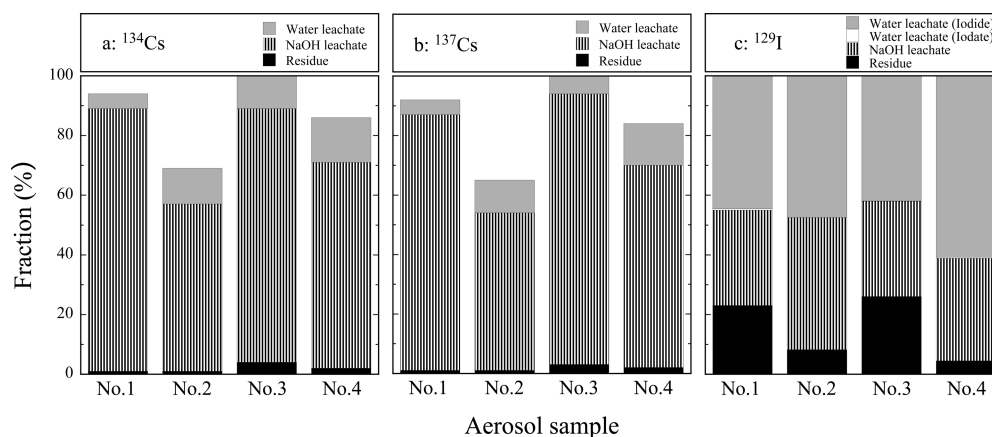 a: ¹³⁴Cs
Water leachate
NaOH leachate
Residue
b: ¹³⁷Cs
Water leachate
NaOH leachate
Residue
c: ¹²⁹I
Water leachate (Iodide)
Water leachate (Iodate)
NaOH leachate
Residue
Fraction (%)
100
80
60
40
20
0
No.1 No.2 No.3 No.4
No.1 No.2 No.3 No.4
No.1 No.2 No.3 No.4
Aerosol sample